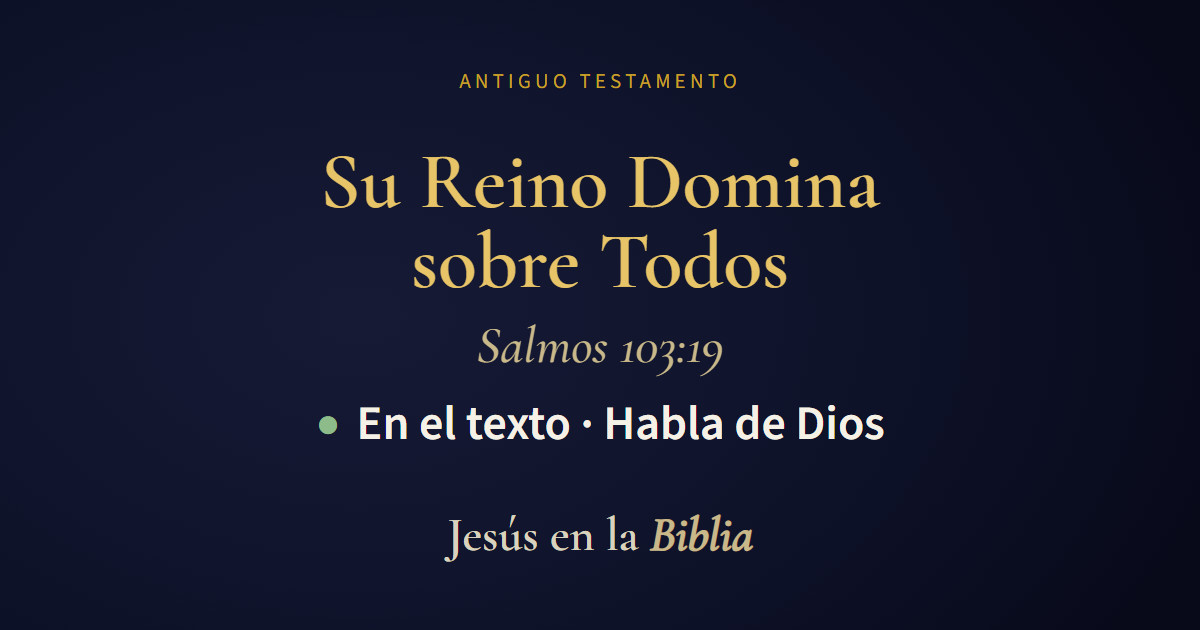 ANTIGUO TESTAMENTO
Su Reino Domina
sobre Todos
Salmos 103:19
En el texto · Habla de Dios
Jesús en la Biblia